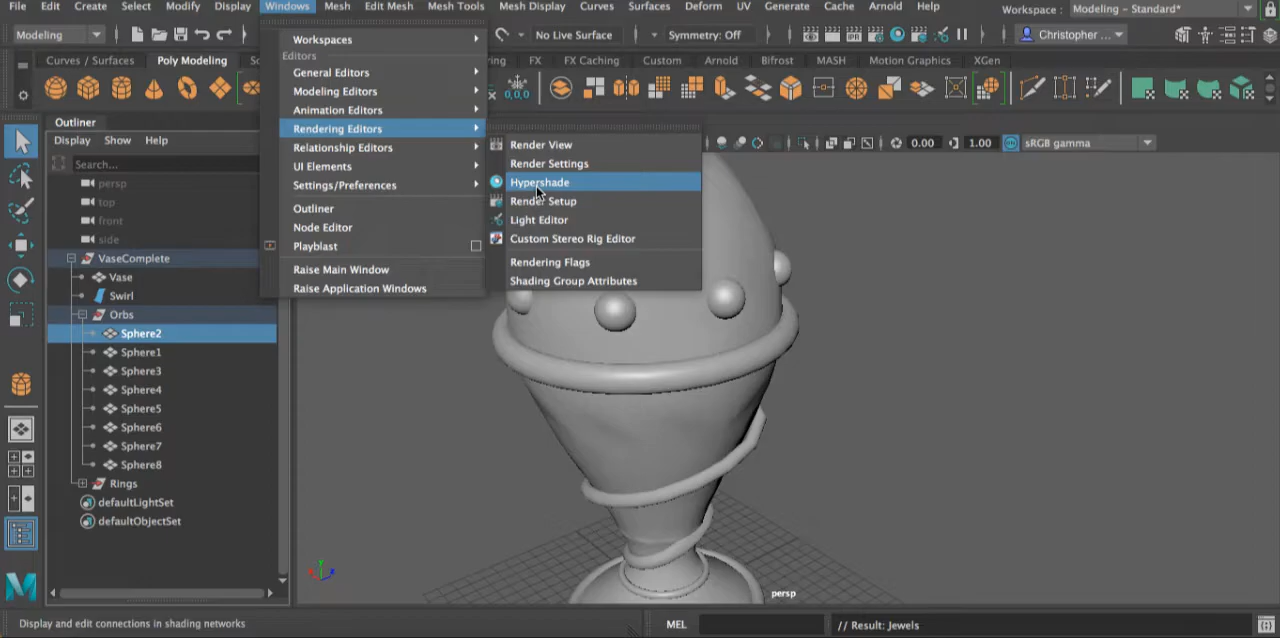 File Edit Create Select Modify Display Windows Mesh Edit Mesh Mesh Tools Mesh Display Curves Surfaces Deform UV Generate Cache Arnold Help Workspace : Modeling - Standard*
Modeling No Live Surface Symmetry: Off Christopher ...
Curves / Surfaces Poly Modeling FX FX Caching Custom Arnold Bifrost MASH Motion Graphics XGen
0,0,0
Outliner
Display Show Help
Search...
persp
top
front
side
VaseComplete
Vase
Swirl
Orbs
Sphere2
Sphere1
Sphere3
Sphere4
Sphere5
Sphere6
Sphere7
Sphere8
Rings
defaultLightSet
defaultObjectSet
Workspaces
Editors
General Editors
Modeling Editors
Animation Editors
Rendering Editors
Relationship Editors
UI Elements
Settings/Preferences
Outliner
Node Editor
Playblast
Raise Main Window
Raise Application Windows
Render View
Render Settings
Hypershade
Render Setup
Light Editor
Custom Stereo Rig Editor
Rendering Flags
Shading Group Attributes
0.00 1.00 sRGB gamma
persp
Display and edit connections in shading networks MEL // Result: Jewels